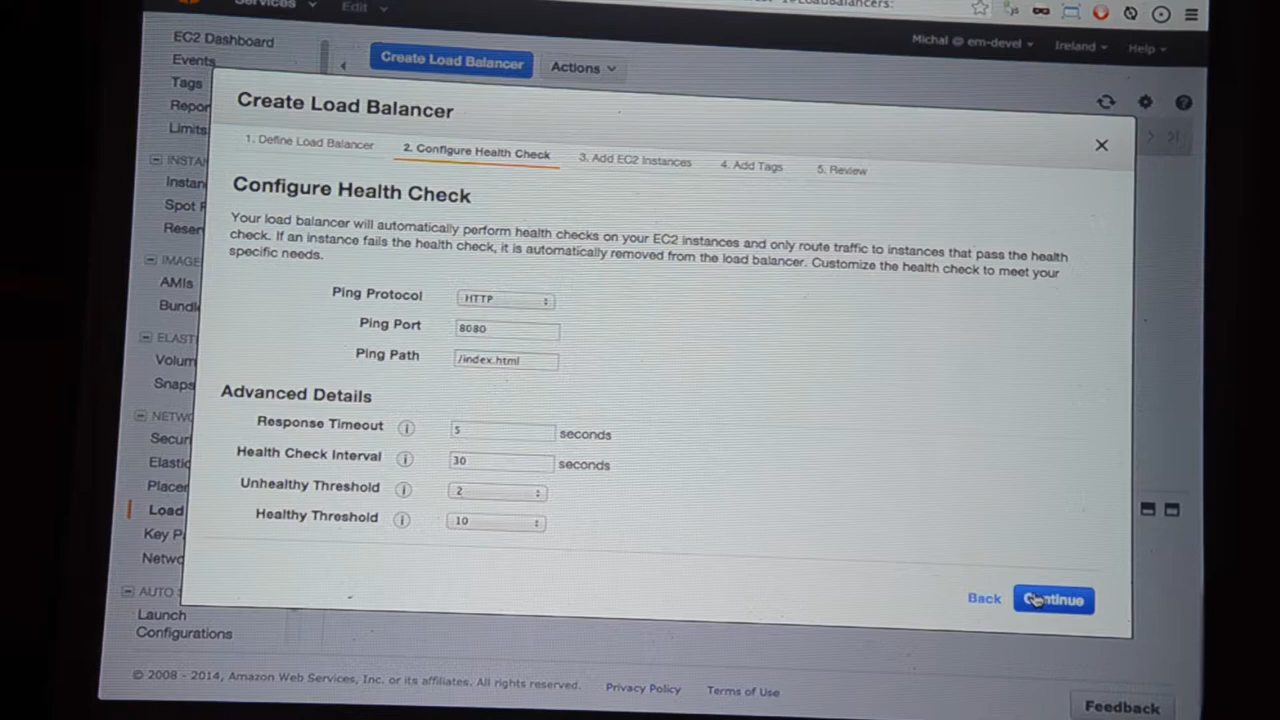 Services
Edit
EC2 Dashboard
Events
Tags
Limits
Create Load Balancer
Actions
Michal @ em-devel
Ireland
Help
Create Load Balancer
1. Define Load Balancer
2. Configure Health Check
3. Add EC2 Instances
4. Add Tags
5. Review
Configure Health Check
Your load balancer will automatically perform health checks on your EC2 instances and only route traffic to instances that pass the health
check. If an instance fails the health check, it is automatically removed from the load balancer. Customize the health check to meet your
specific needs.
Ping Protocol HTTP
Ping Port 8080
Ping Path /index.html
Advanced Details
Response Timeout i 5 seconds
Health Check Interval i 30 seconds
Unhealthy Threshold i 2
Healthy Threshold i 10
Back
Continue
AMIs
Load
Launch
Configurations
© 2008 - 2014, Amazon Web Services, Inc. or its affiliates. All rights reserved.
Privacy Policy
Terms of Use
Feedback